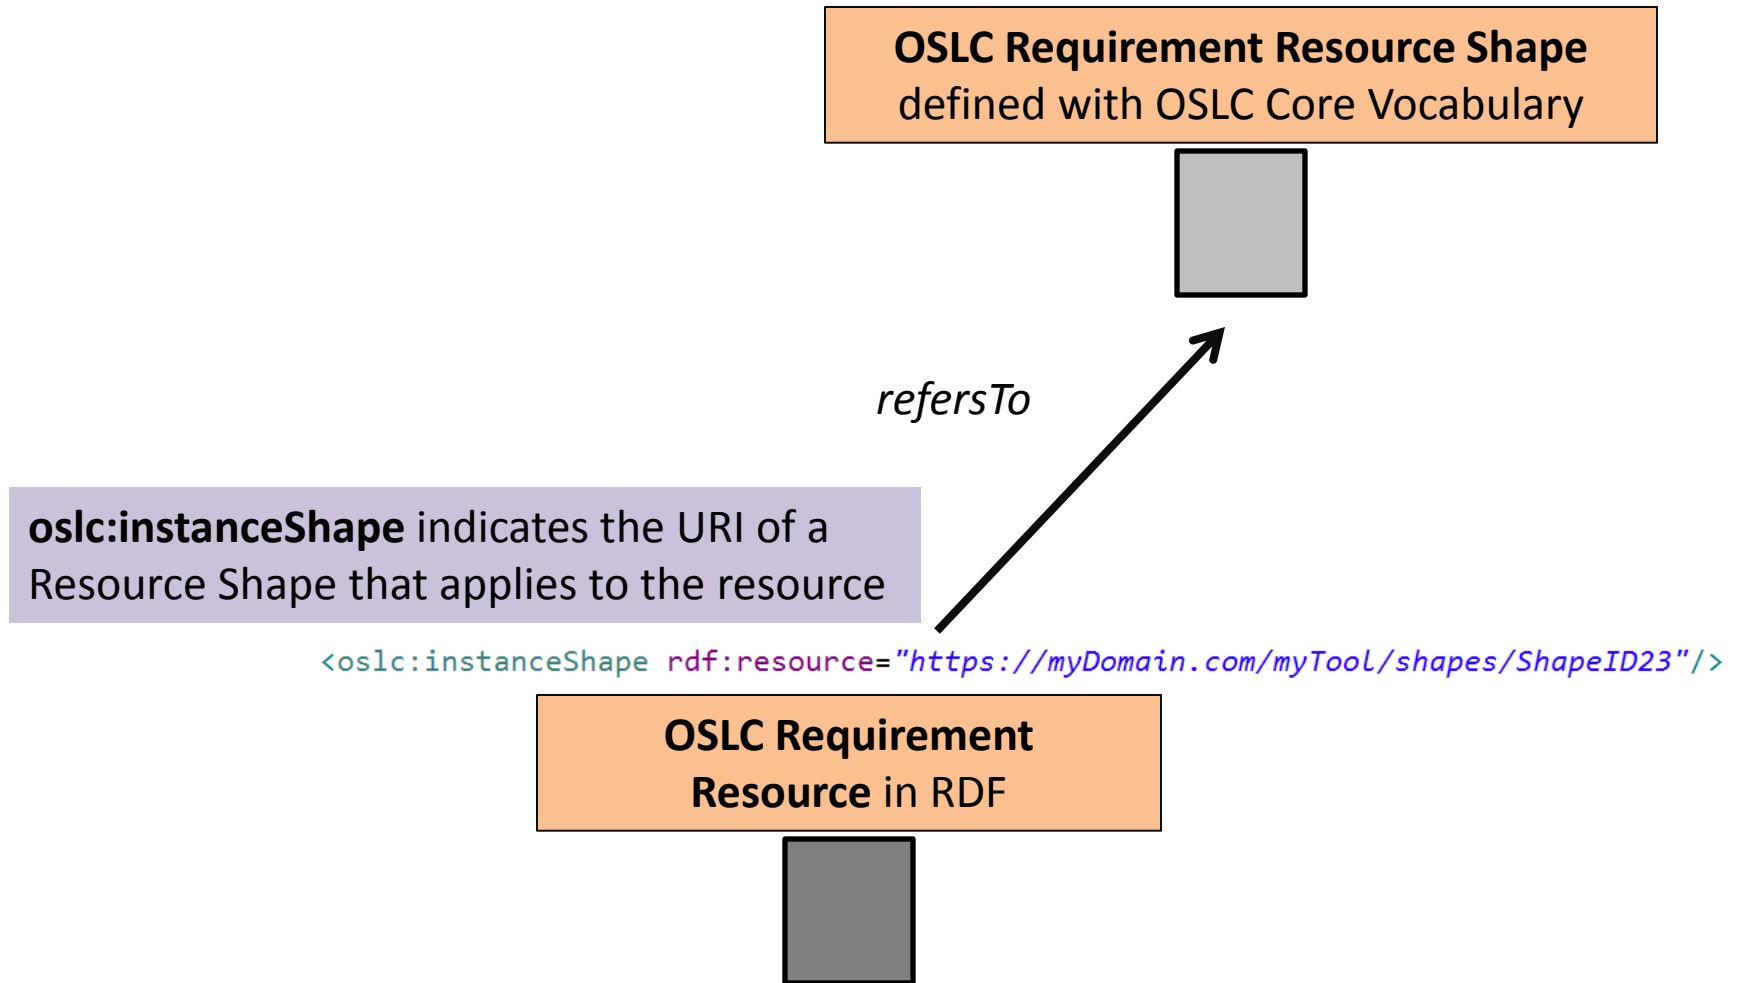 OSLC Requirement Resource Shape
defined with OSLC Core Vocabulary
refersTo
oslc:instanceShape indicates the URI of a
Resource Shape that applies to the resource
<oslc:instanceShape rdf:resource="https://myDomain.com/myTool/shapes/ShapeID23"/>
OSLC Requirement
Resource in RDF